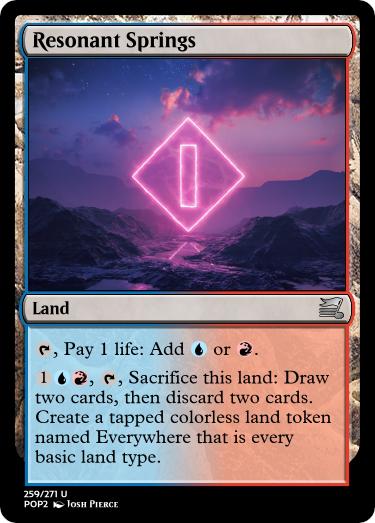 Resonant Springs
Land
, Pay 1 life: Add or .
1 , , Sacrifice this land: Draw
two cards, then discard two cards.
Create a tapped colorless land token
named Everywhere that is every
basic land type.
259/271 U
POP2 Josh Pierce